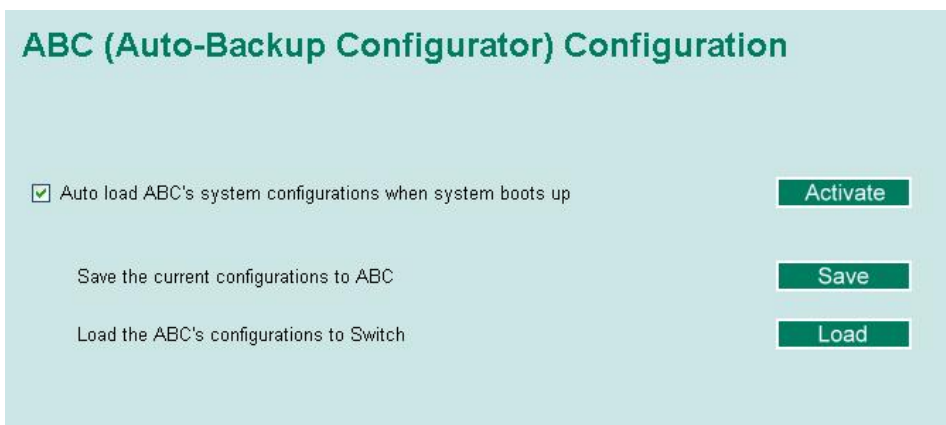 ABC (Auto-Backup Configurator) Configuration
Auto load ABC's system configurations when system boots up
Activate
Save the current configurations to ABC
Save
Load the ABC's configurations to Switch
Load